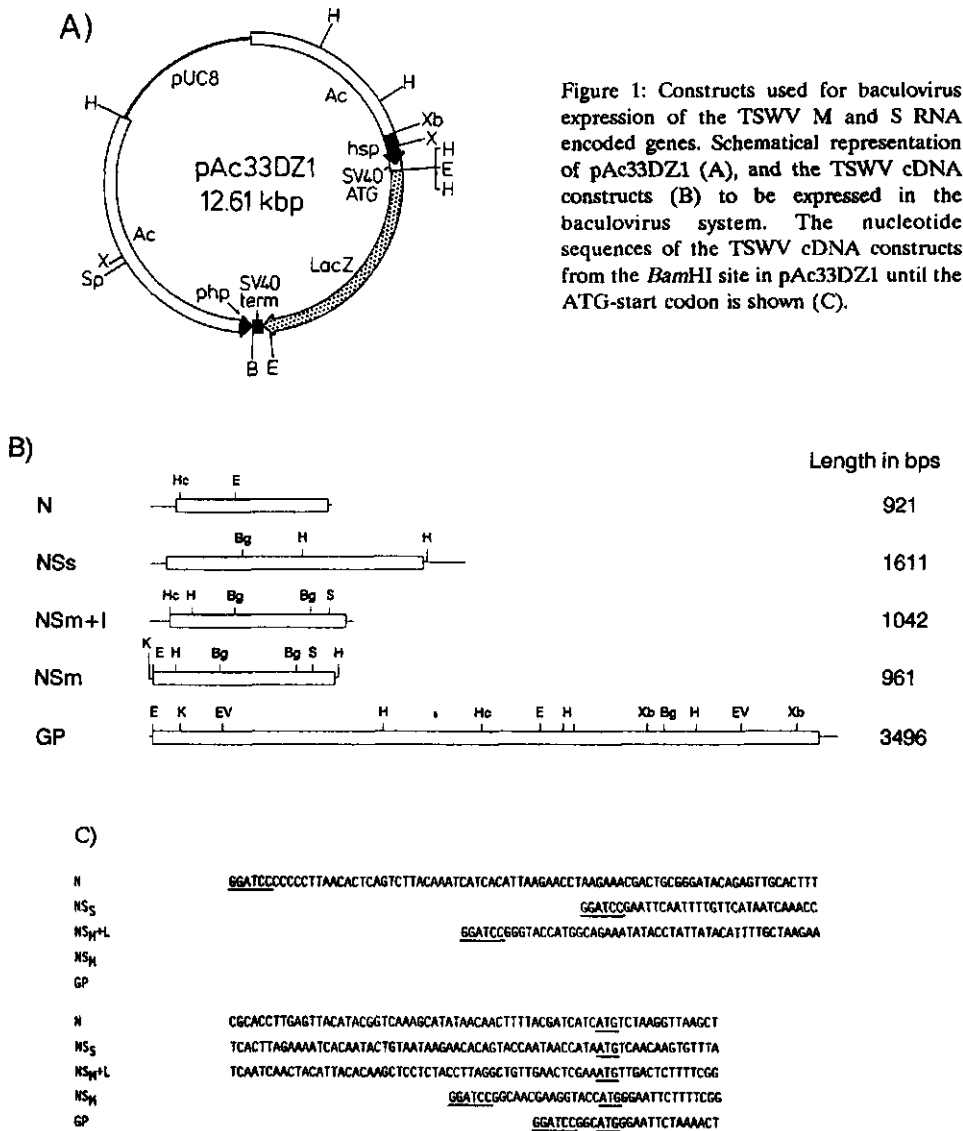 A)
H
H
H
pUC8
Ac
Xb
X
H
hsp
SV40
ATG
E
H
pAc33DZ1
12.61 kbp
Ac
X
Sp
LacZ
php
SV40
term
B
E
Figure 1: Constructs used for baculovirus
expression of the TSWV M and S RNA
encoded genes. Schematical representation
of pAc33DZ1 (A), and the TSWV cDNA
constructs (B) to be expressed in the
baculovirus system. The nucleotide
sequences of the TSWV cDNA constructs
from the BamHI site in pAc33DZ1 until the
ATG-start codon is shown (C).
B)
Length in bps
Hc E
N 921
Bg H H
NSs 1611
Hc H Bg Bg S
NSm+l 1042
K E H Bg Bg S H
NSm 961
E K EV H s Hc E H Xb Bg H EV Xb
GP 3496
C)
N GGATCCCCCCTTAACACTCAGTCTTACAAATCATCACATTAAGAACCTAAGAAACGACTGCGGGATACAGAGTTGCACTTT
NSS GGATCCGAATTCAATTTTGTTCATAATCAAACC
NSM+L GGATCCGGGTACCATGGCAGAAATATACCTATTATACATTTTGCTAAGAA
NSM
GP
N CGCACCTTGAGTTACATACGGTCAAAGCATATAACAACTTTTACGATCATCATGTCTAAGGTTAAGCT
NSS TCACTTAGAAAATCACAATACTGTAATAAGAACACAGTACCAATAACCATAATGTCAACAAGTGTTTA
NSM+L TCAATCAACTACATTACACAAGCTCCTCTACCTTAGGCTGTTGAACTCGAAATGTTGACTCTTTTCGG
NSM GGATCCGGCAACGAAGGTACCATGGGAATTCTTTTCGG
GP GGATCCGGCATGGGAATTCTAAAACT